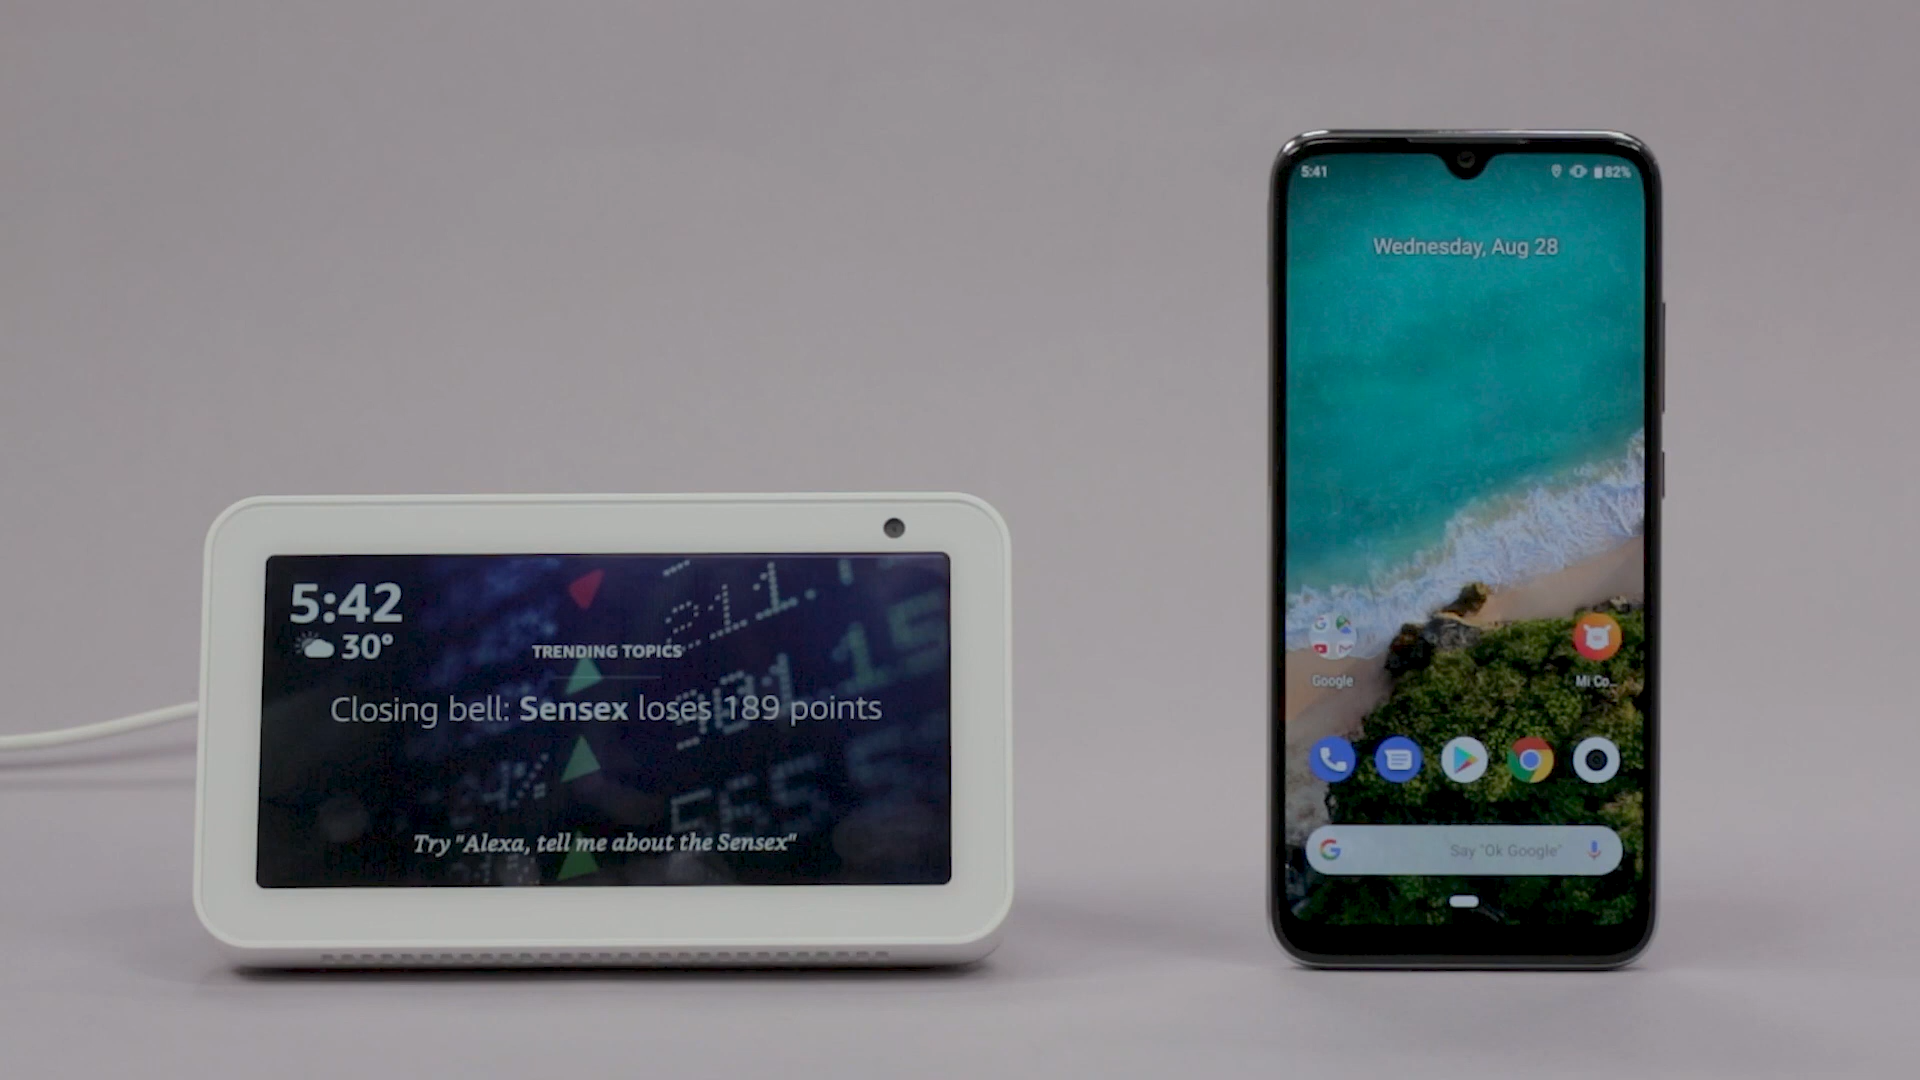 5:42
30°
TRENDING TOPICS
Closing bell: Sensex loses 189 points
Try "Alexa, tell me about the Sensex"
5:41
82%
Wednesday, Aug 28
Google
Mi Co...
Say "Ok Google"